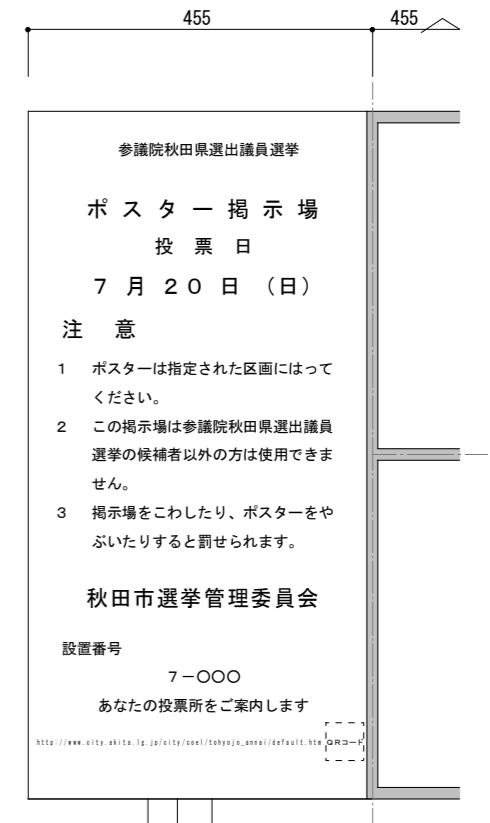 455 455
参議院秋田県選出議員選挙
ポスター掲示場
投票日
7月20日(日)
注意
1 ポスターは指定された区画にはって
ください。
2 この掲示場は参議院秋田県選出議員
選挙の候補者以外の方は使用できま
せん。
3 掲示場をこわしたり、ポスターをや
ぶいたりすると罰せられます。
秋田市選挙管理委員会
設置番号
7-〇〇〇
あなたの投票所をご案内します
http://www.city.akita.lg.jp/city/coel/tohyojo_annai/default.htm QRコード